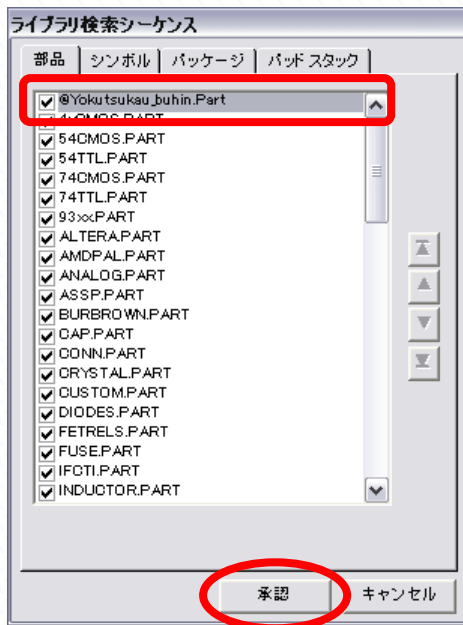 ライブラリ検索シーケンス
部品 シンボル パッケージ パッド スタック
@Yokutsukau_buhin.Part
4xCMOS.PART
54CMOS.PART
54TTL.PART
74CMOS.PART
74TTL.PART
93xx.PART
ALTERA.PART
AMDPAL.PART
ANALOG.PART
ASSP.PART
BURBROWN.PART
CAP.PART
CONN.PART
CRYSTAL.PART
CUSTOM.PART
DIODES.PART
FETRELS.PART
FUSE.PART
IFCTI.PART
INDUCTOR.PART
承認 キャンセル